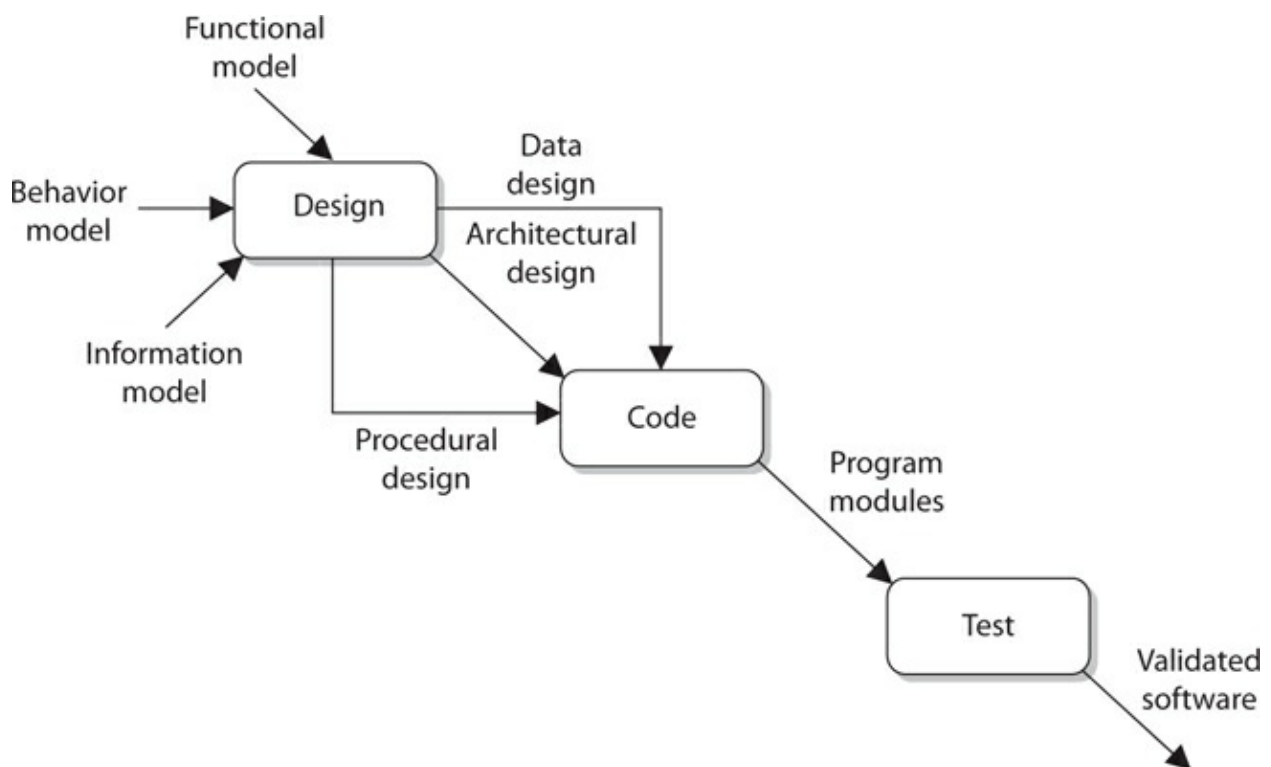 Functional
model
Data
design
Design
Behavior
model
Architectural
design
Information
model
Code
Procedural
design
Program
modules
Test
Validated
software